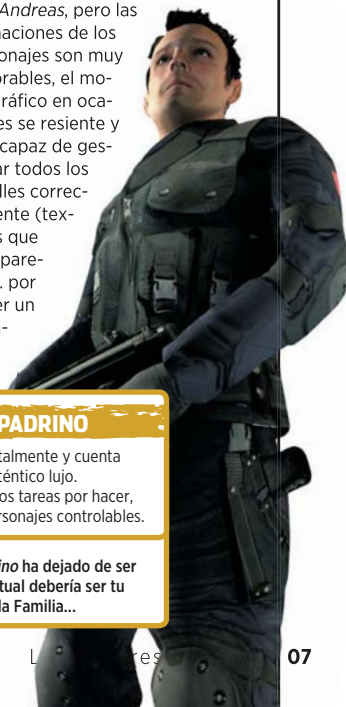 Andreas, pero las
naciones de los
onajes son muy
orables, el mo-
ráfico en oca-
es se resiente y
capaz de ges-
ar todos los
lles correc-
ente (tex-
s que
pare-
. por
er un
PADRINO
talmente y cuenta
téntico lujo.
os tareas por hacer,
rsonajes controlables.
ino ha dejado de ser
tual debería ser tu
la Familia...
L res 07